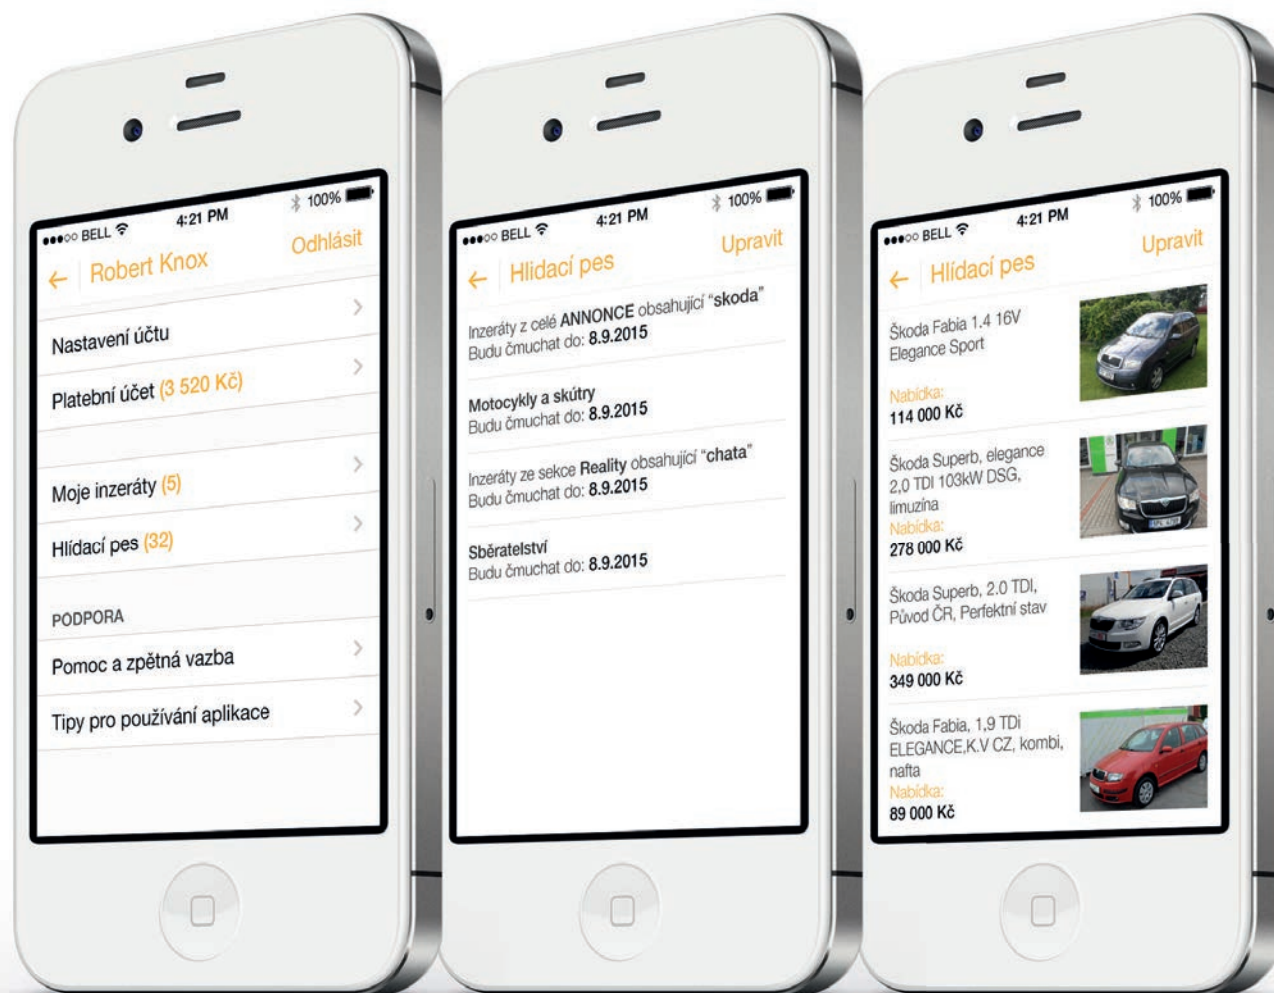 ●●●○○ BELL 4:21 PM 100%
← Robert Knox Odhlásit
Nastavení účtu
Platební účet (3 520 Kč)
Moje inzeráty (5)
Hlídací pes (32)
PODPORA
Pomoc a zpětná vazba
Tipy pro používání aplikace
●●●○○ BELL 4:21 PM 100%
← Hlídací pes Upravit
Inzeráty z celé ANNONCE obsahující “skoda”
Budu čmuchat do: 8.9.2015
Motocykly a skútry
Budu čmuchat do: 8.9.2015
Inzeráty ze sekce Reality obsahující “chata”
Budu čmuchat do: 8.9.2015
Sběratelství
Budu čmuchat do: 8.9.2015
●●●○○ BELL 4:21 PM 100%
← Hlídací pes Upravit
Škoda Fabia 1.4 16V
Elegance Sport
Nabídka:
114 000 Kč
Škoda Superb, elegance
2,0 TDI 103kW DSG,
limuzína
Nabídka:
278 000 Kč
Škoda Superb, 2.0 TDI,
Původ ČR, Perfektní stav
Nabídka:
349 000 Kč
Škoda Fabia, 1,9 TDi
ELEGANCE,K.V CZ, kombi,
nafta
Nabídka:
89 000 Kč